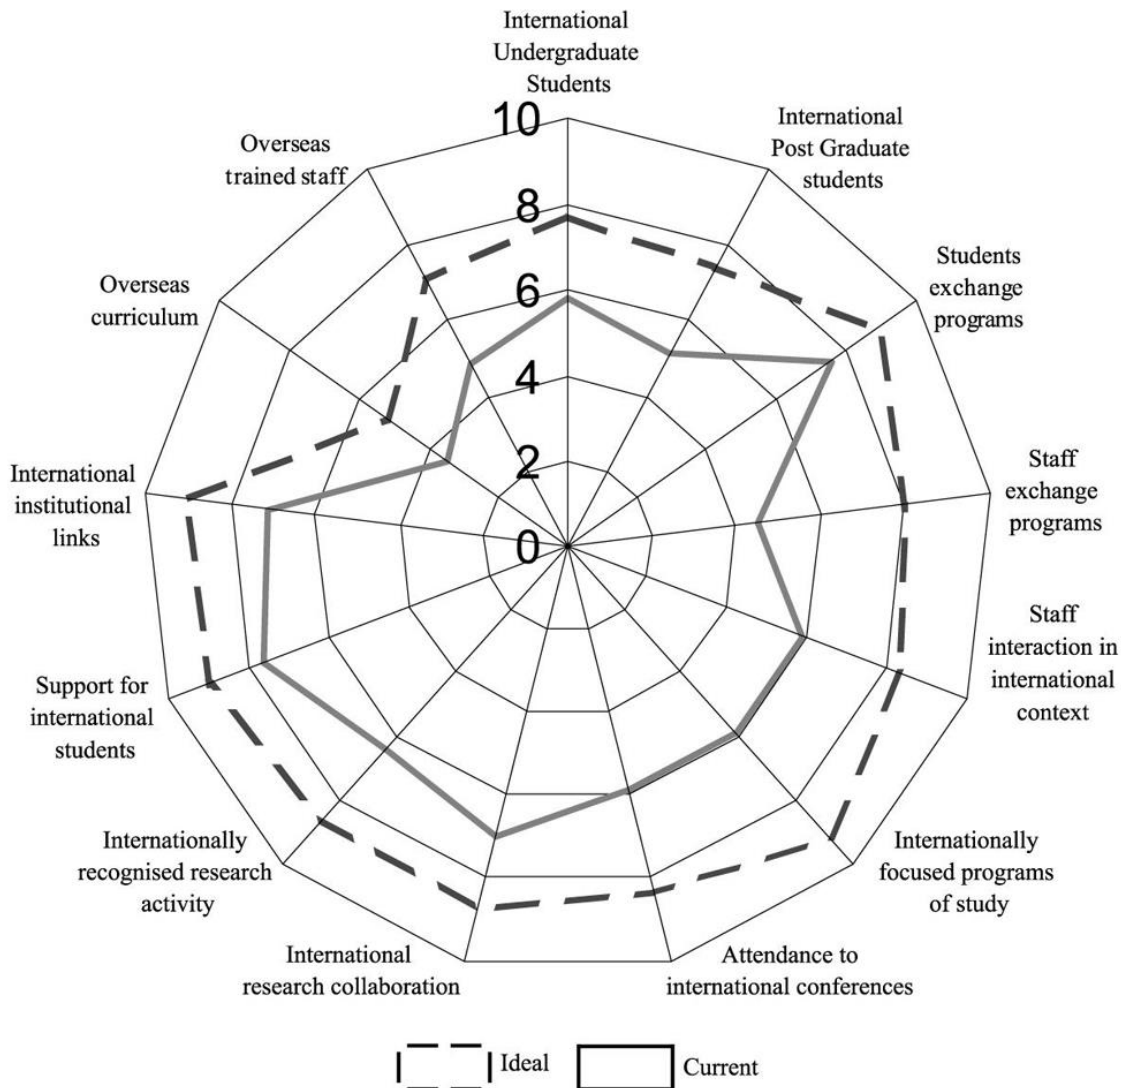 International
Undergraduate
Students
International
Post Graduate
students
Students
exchange
programs
Staff
exchange
programs
Staff
interaction in
international
context
Internationally
focused programs
of study
Attendance to
international conferences
International
research collaboration
Internationally
recognised research
activity
Support for
international
students
International
institutional
links
Overseas
curriculum
Overseas
trained staff
10
8
6
4
2
0
Ideal
Current